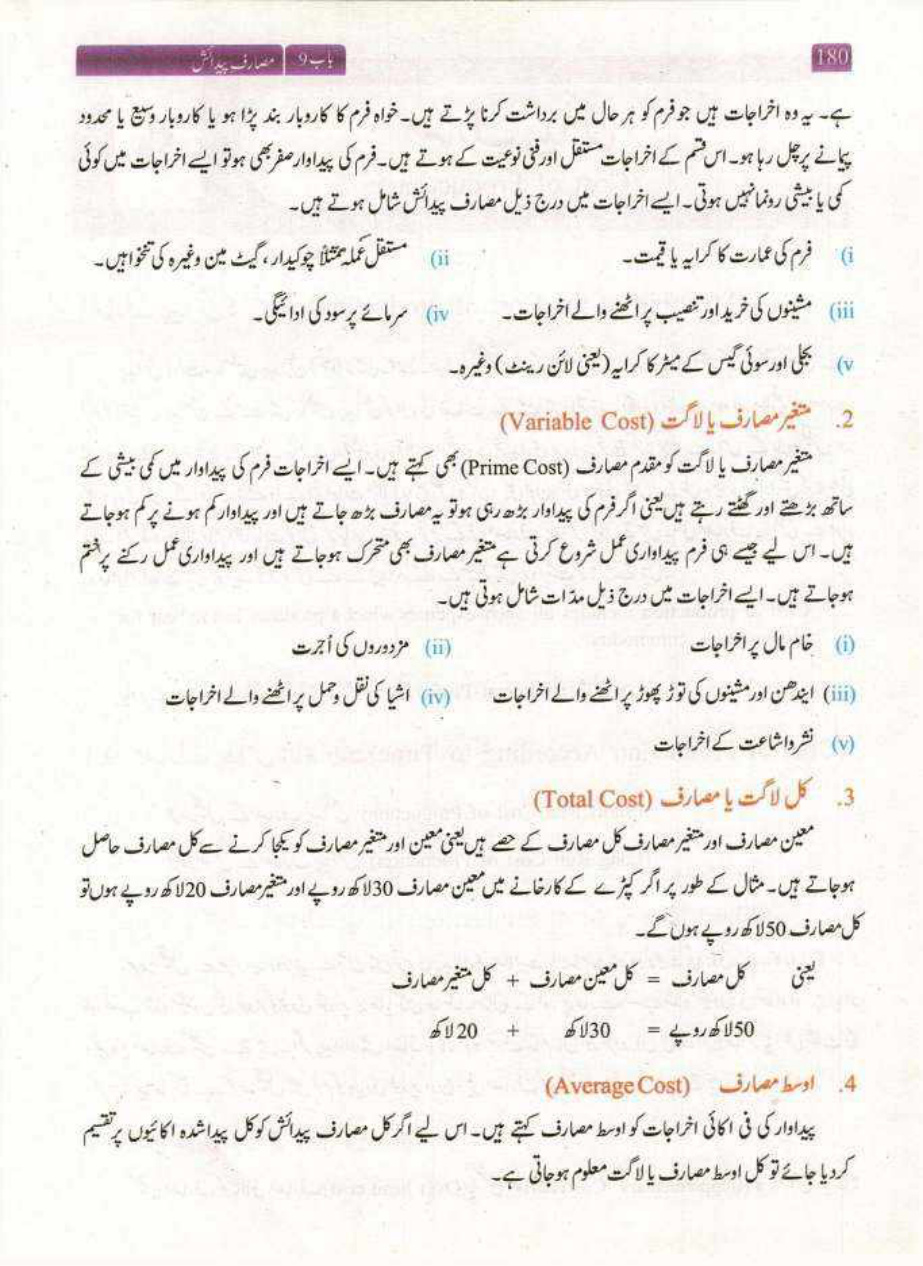 180 باب 9 مصارف پیدائش
ہے۔ یہ وہ اخراجات ہیں جو فرم کو ہر حال میں برداشت کرنا پڑتے ہیں۔ خواہ فرم کا کاروبار بند پڑا ہو یا کاروبار وسیع یا محدود
پیمانے پر چل رہا ہو۔ اس قسم کے اخراجات مستقل اور فنی نوعیت کے ہوتے ہیں۔ فرم کی پیداوار صفر بھی ہو تو ایسے اخراجات میں کوئی
کمی یا بیشی رونما نہیں ہوتی۔ ایسے اخراجات میں درج ذیل مصارف پیدائش شامل ہوتے ہیں۔
(i فرم کی عمارت کا کرایہ یا قیمت۔ (ii مستقل عملہ مثلاً چوکیدار، گیٹ مین وغیرہ کی تنخواہیں۔
(iii مشینوں کی خرید اور تنصیب پر اٹھنے والے اخراجات۔ (iv سرمائے پر سود کی ادائیگی۔
(v بجلی اور سوئی گیس کے میٹر کا کرایہ (یعنی لائن رینٹ) وغیرہ۔
2. متغیر مصارف یا لاگت (Variable Cost)
متغیر مصارف یا لاگت کو مقدم مصارف (Prime Cost) بھی کہتے ہیں۔ ایسے اخراجات فرم کی پیداوار میں کمی بیشی کے
ساتھ بڑھتے اور گھٹتے رہتے ہیں یعنی اگر فرم کی پیداوار بڑھ رہی ہو تو یہ مصارف بڑھ جاتے ہیں اور پیداوار کم ہونے پر کم ہوجاتے
ہیں۔ اس لیے جیسے ہی فرم پیداواری عمل شروع کرتی ہے متغیر مصارف بھی متحرک ہوجاتے ہیں اور پیداواری عمل رکنے پر ختم
ہوجاتے ہیں۔ ایسے اخراجات میں درج ذیل مدّات شامل ہوتی ہیں۔
(i) خام مال پر اخراجات (ii) مزدوروں کی اُجرت
(iii) ایندھن اور مشینوں کی توڑ پھوڑ پر اٹھنے والے اخراجات (iv) اشیا کی نقل و حمل پر اٹھنے والے اخراجات
(v) نشر و اشاعت کے اخراجات
3. کل لاگت یا مصارف (Total Cost)
معین مصارف اور متغیر مصارف کل مصارف کے حصے ہیں یعنی معین اور متغیر مصارف کو یکجا کرنے سے کل مصارف حاصل
ہوجاتے ہیں۔ مثال کے طور پر اگر کپڑے کے کارخانے میں معین مصارف 30 لاکھ روپے اور متغیر مصارف 20 لاکھ روپے ہوں تو
کل مصارف 50 لاکھ روپے ہوں گے۔
یعنی کل مصارف = کل معین مصارف + کل متغیر مصارف
50 لاکھ روپے = 30 لاکھ + 20 لاکھ
4. اوسط مصارف (Average Cost)
پیداوار کی فی اکائی اخراجات کو اوسط مصارف کہتے ہیں۔ اس لیے اگر کل مصارف پیدائش کو کل پیدا شدہ اکائیوں پر تقسیم
کردیا جائے تو کل اوسط مصارف یا لاگت معلوم ہوجاتی ہے۔